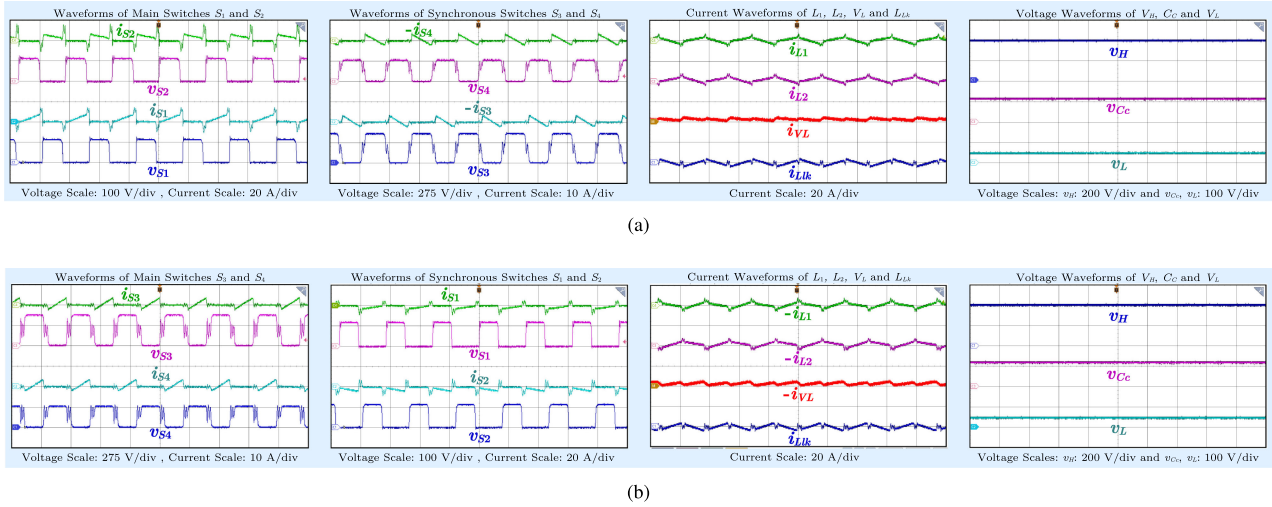 Waveforms of Main Switches S1 and S2
iS2
vS2
iS1
vS1
Voltage Scale: 100 V/div , Current Scale: 20 A/div
Waveforms of Synchronous Switches S3 and S4
-iS4
vS4
-iS3
vS3
Voltage Scale: 275 V/div , Current Scale: 10 A/div
Current Waveforms of L1, L2, VL and LLk
iL1
iL2
iVL
iLlk
Current Scale: 20 A/div
Voltage Waveforms of VH, CC and VL
vH
vCc
vL
Voltage Scales: vH: 200 V/div and vCc, vL: 100 V/div
(a)
Waveforms of Main Switches S3 and S4
iS3
vS3
iS4
vS4
Voltage Scale: 275 V/div , Current Scale: 10 A/div
Waveforms of Synchronous Switches S1 and S2
iS1
vS1
iS2
vS2
Voltage Scale: 100 V/div , Current Scale: 20 A/div
Current Waveforms of L1, L2, VL and LLk
-iL1
-iL2
-iVL
iLlk
Current Scale: 20 A/div
Voltage Waveforms of VH, CC and VL
vH
vCc
vL
Voltage Scales: vH: 200 V/div and vCc, vL: 100 V/div
(b)